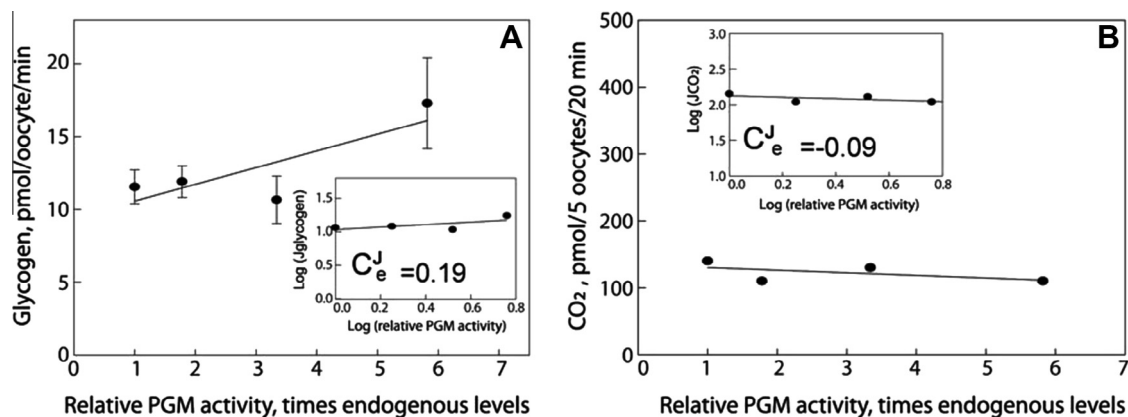 A
Glycogen, pmol/oocyte/min
20
15
10
5
0
0 1 2 3 4 5 6 7
Relative PGM activity, times endogenous levels
Log (Jglycogen)
1.5
1.0
0.5
0.0
0.0 0.2 0.4 0.6 0.8
Log (relative PGM activity)
C^J_e =0.19
B
CO₂ , pmol/5 oocytes/20 min
500
400
300
200
100
0
0 1 2 3 4 5 6 7
Relative PGM activity, times endogenous levels
Log (JCO₂)
3.0
2.5
2.0
1.5
1.0
0.0 0.2 0.4 0.6 0.8
Log (relative PGM activity)
C^J_e =-0.09